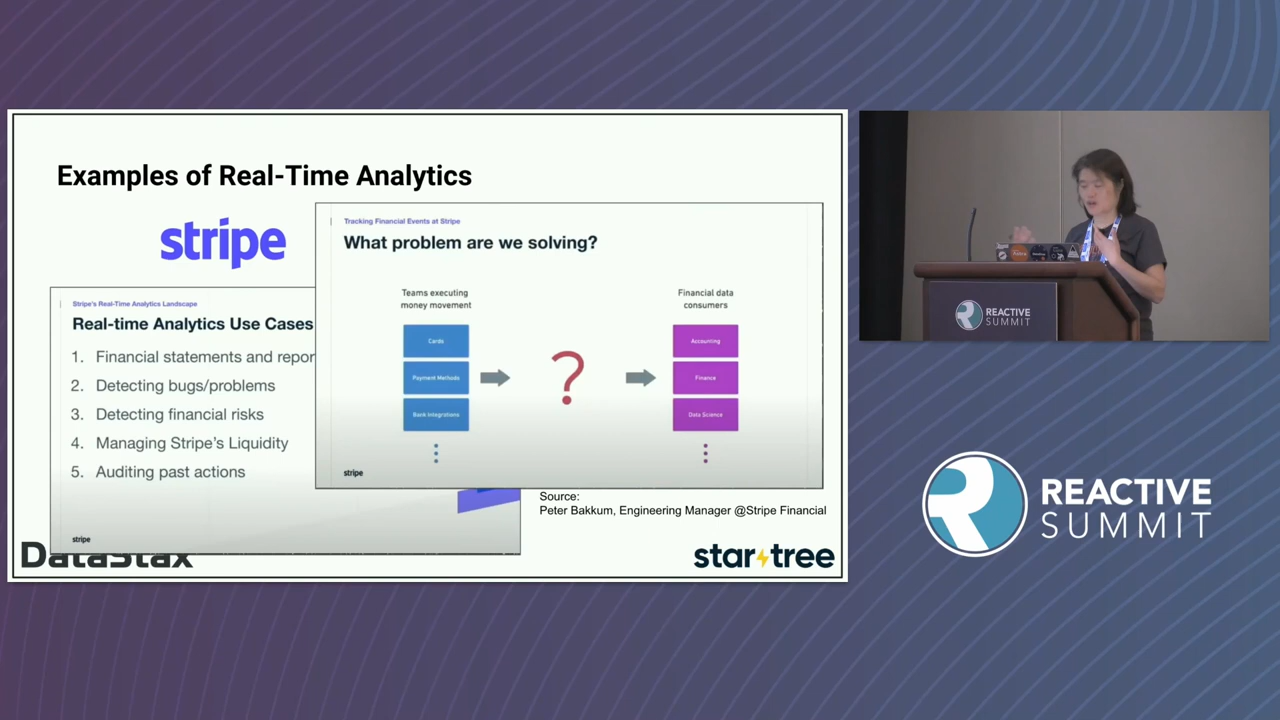 Examples of Real-Time Analytics
stripe
Stripe's Real-Time Analytics Landscape
Real-time Analytics Use Cases
1. Financial statements and repor
2. Detecting bugs/problems
3. Detecting financial risks
4. Managing Stripe's Liquidity
5. Auditing past actions
stripe
Tracking Financial Events at Stripe
What problem are we solving?
Teams executing
money movement
Cards
Payment Methods
Bank Integrations
?
Financial data
consumers
Accounting
Finance
Data Science
stripe
Source:
Peter Bakkum, Engineering Manager @Stripe Financial
DataStax
startree
REACTIVE
SUMMIT
REACTIVE
SUMMIT